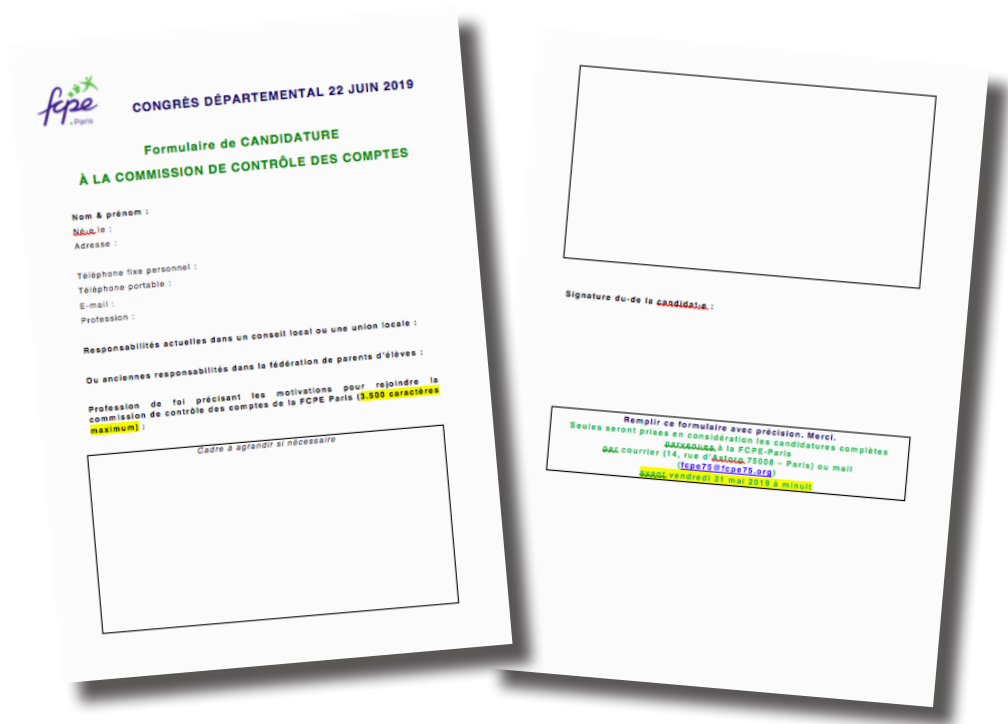 fcpe
Paris
CONGRÈS DÉPARTEMENTAL 22 JUIN 2019
Formulaire de CANDIDATURE
À LA COMMISSION DE CONTRÔLE DES COMPTES
Nom & prénom :
Né-e le :
Adresse :
Téléphone fixe personnel :
Téléphone portable :
E-mail :
Profession :
Responsabilités actuelles dans un conseil local ou une union locale :
Ou anciennes responsabilités dans la fédération de parents d'élèves :
Profession de foi précisant les motivations pour rejoindre la
commission de contrôle des comptes de la FCPE Paris (3.500 caractères
maximum) :
Cadre à agrandir si nécessaire
Signature du-de la candidat-e :
Remplir ce formulaire avec précision. Merci.
Seules seront prises en considération les candidatures complètes
parvenues à la FCPE-Paris
par courrier (14, rue d'Astorg 75008 – Paris) ou mail
(fcpe75@fcpe75.org)
avant vendredi 31 mai 2019 à minuit